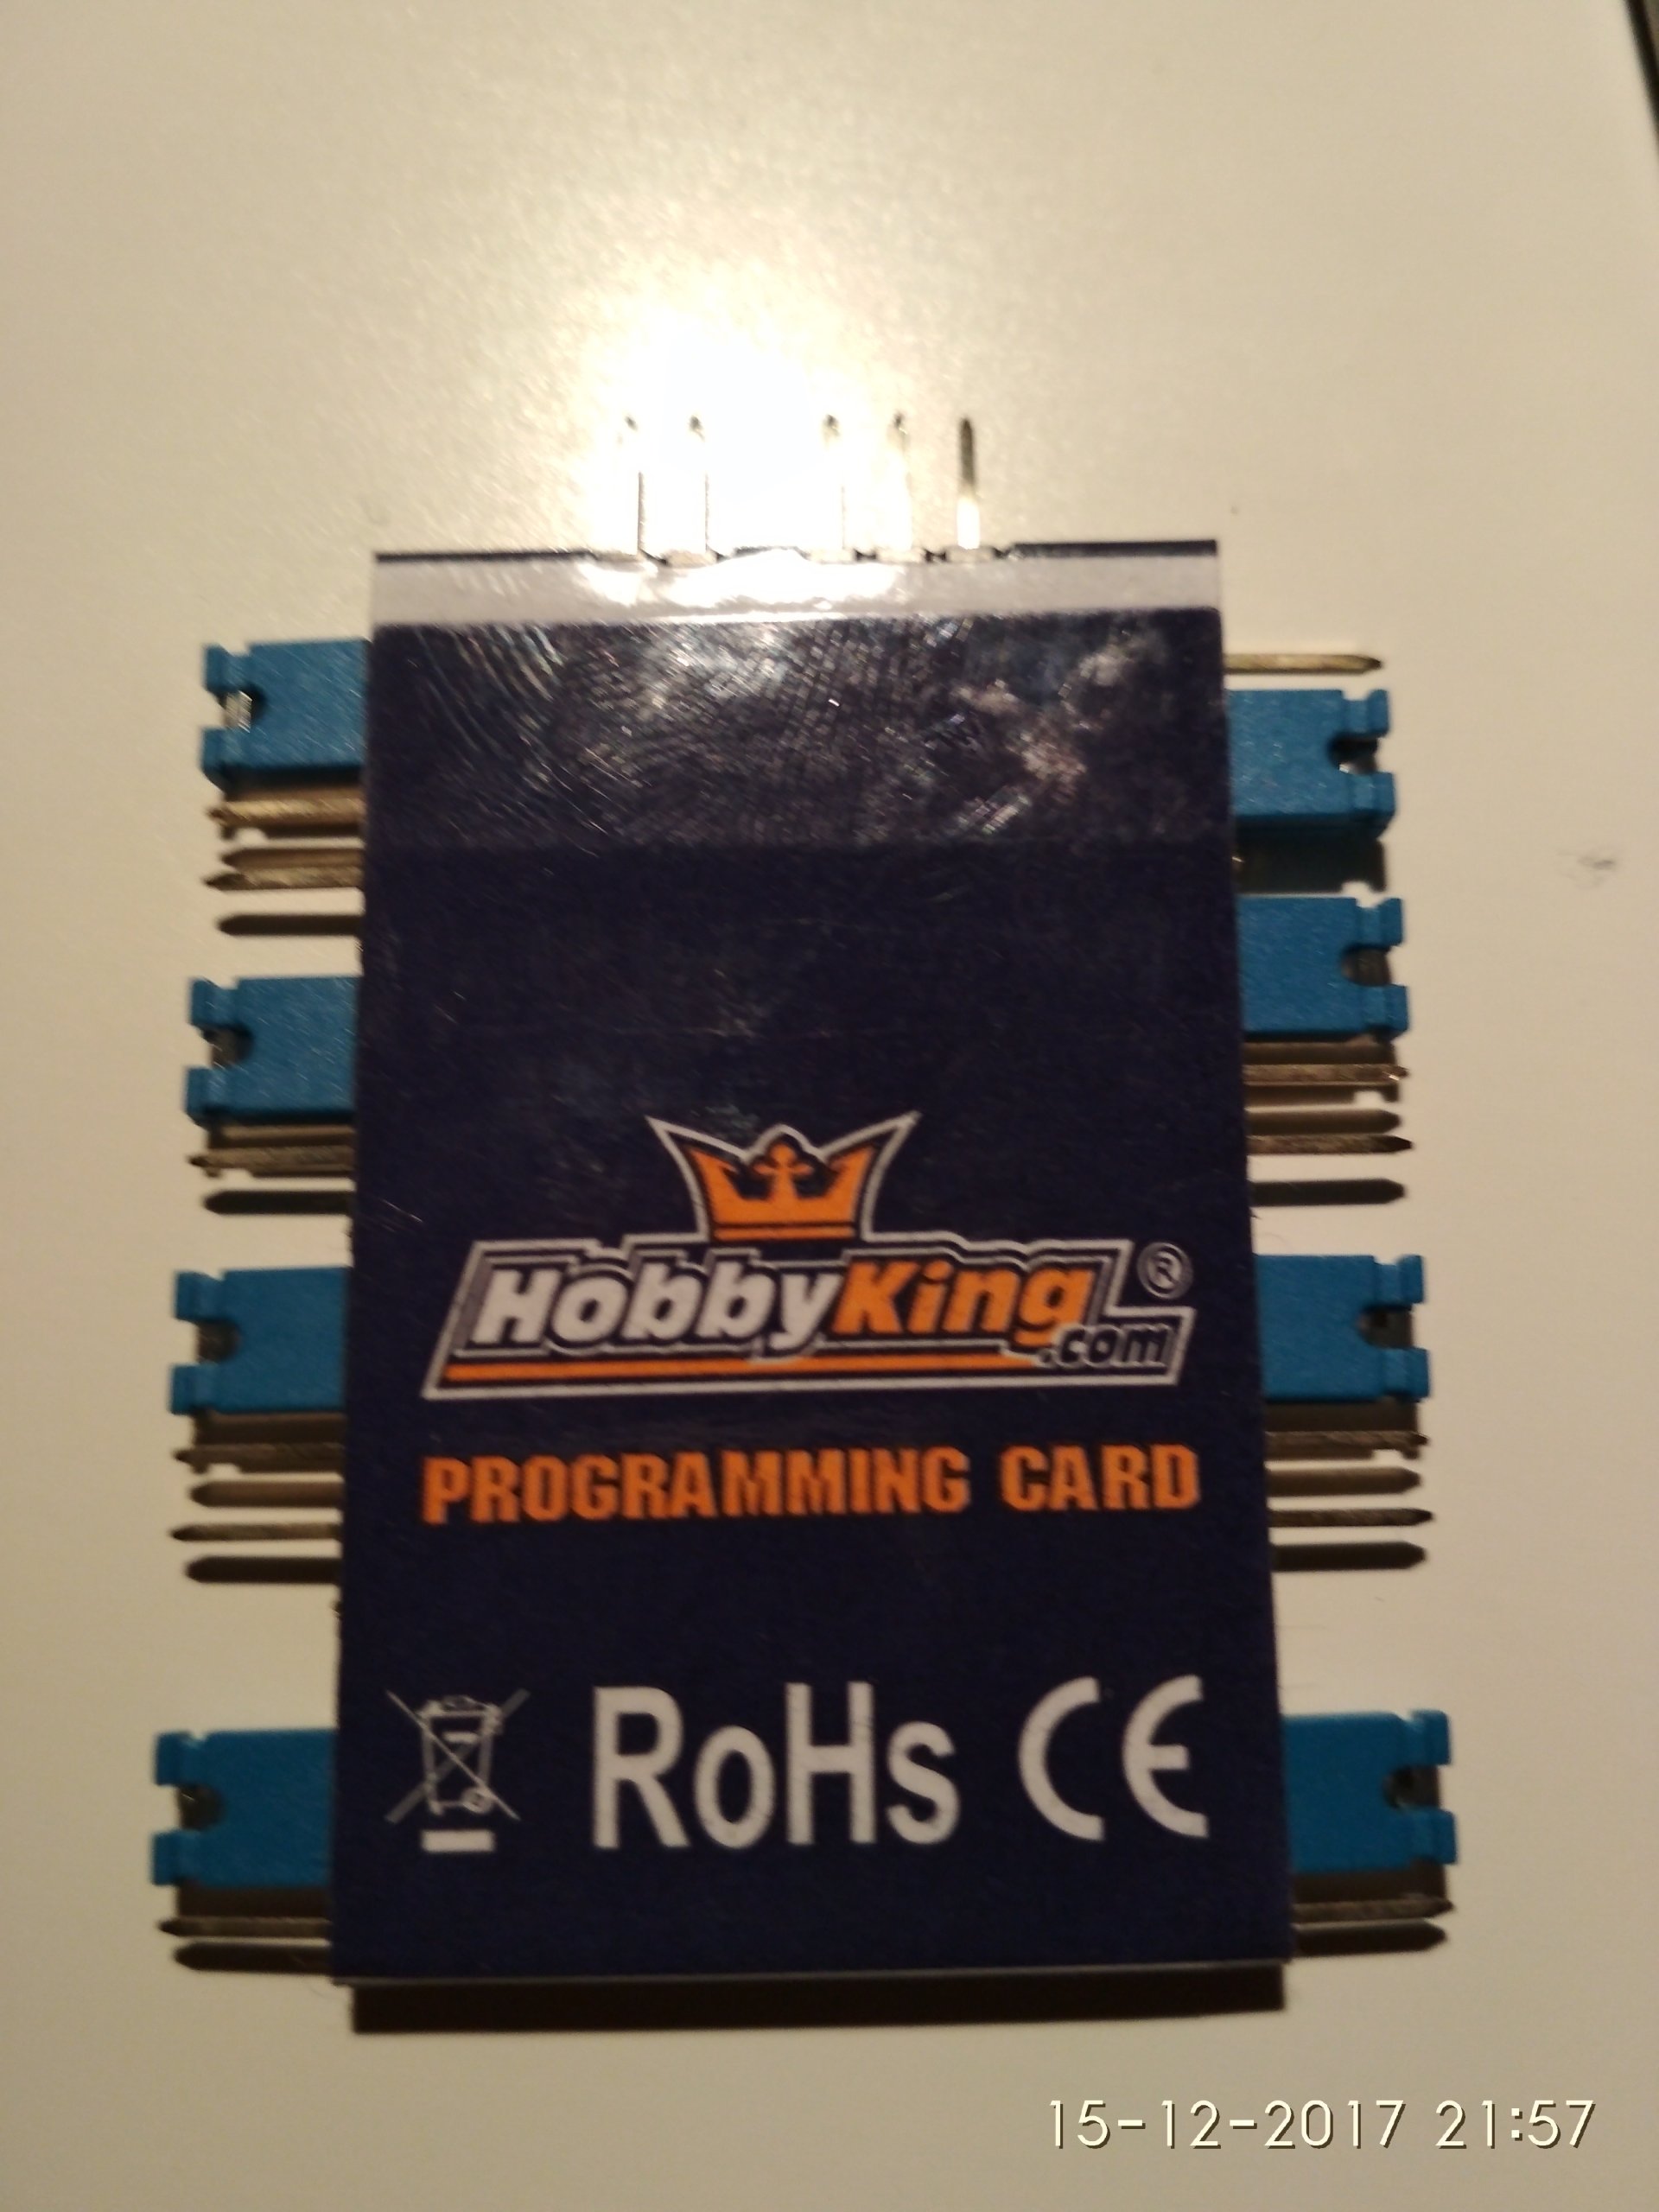 HobbyKing®
.com
PROGRAMMING CARD
RoHs CE
15-12-2017 21:57